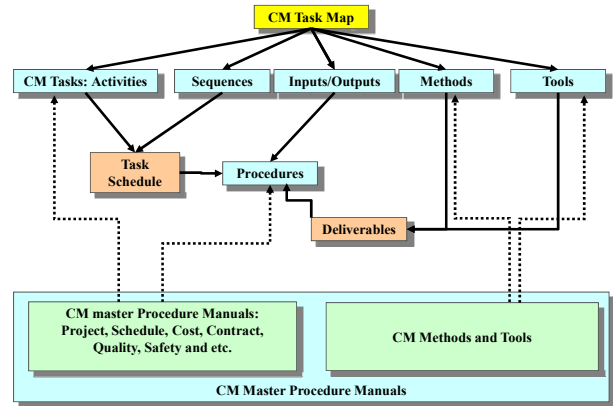 CM Task Map
CM Tasks: Activities
Sequences
Inputs/Outputs
Methods
Tools
Task
Schedule
Procedures
Deliverables
CM master Procedure Manuals:
Project, Schedule, Cost, Contract,
Quality, Safety and etc.
CM Methods and Tools
CM Master Procedure Manuals